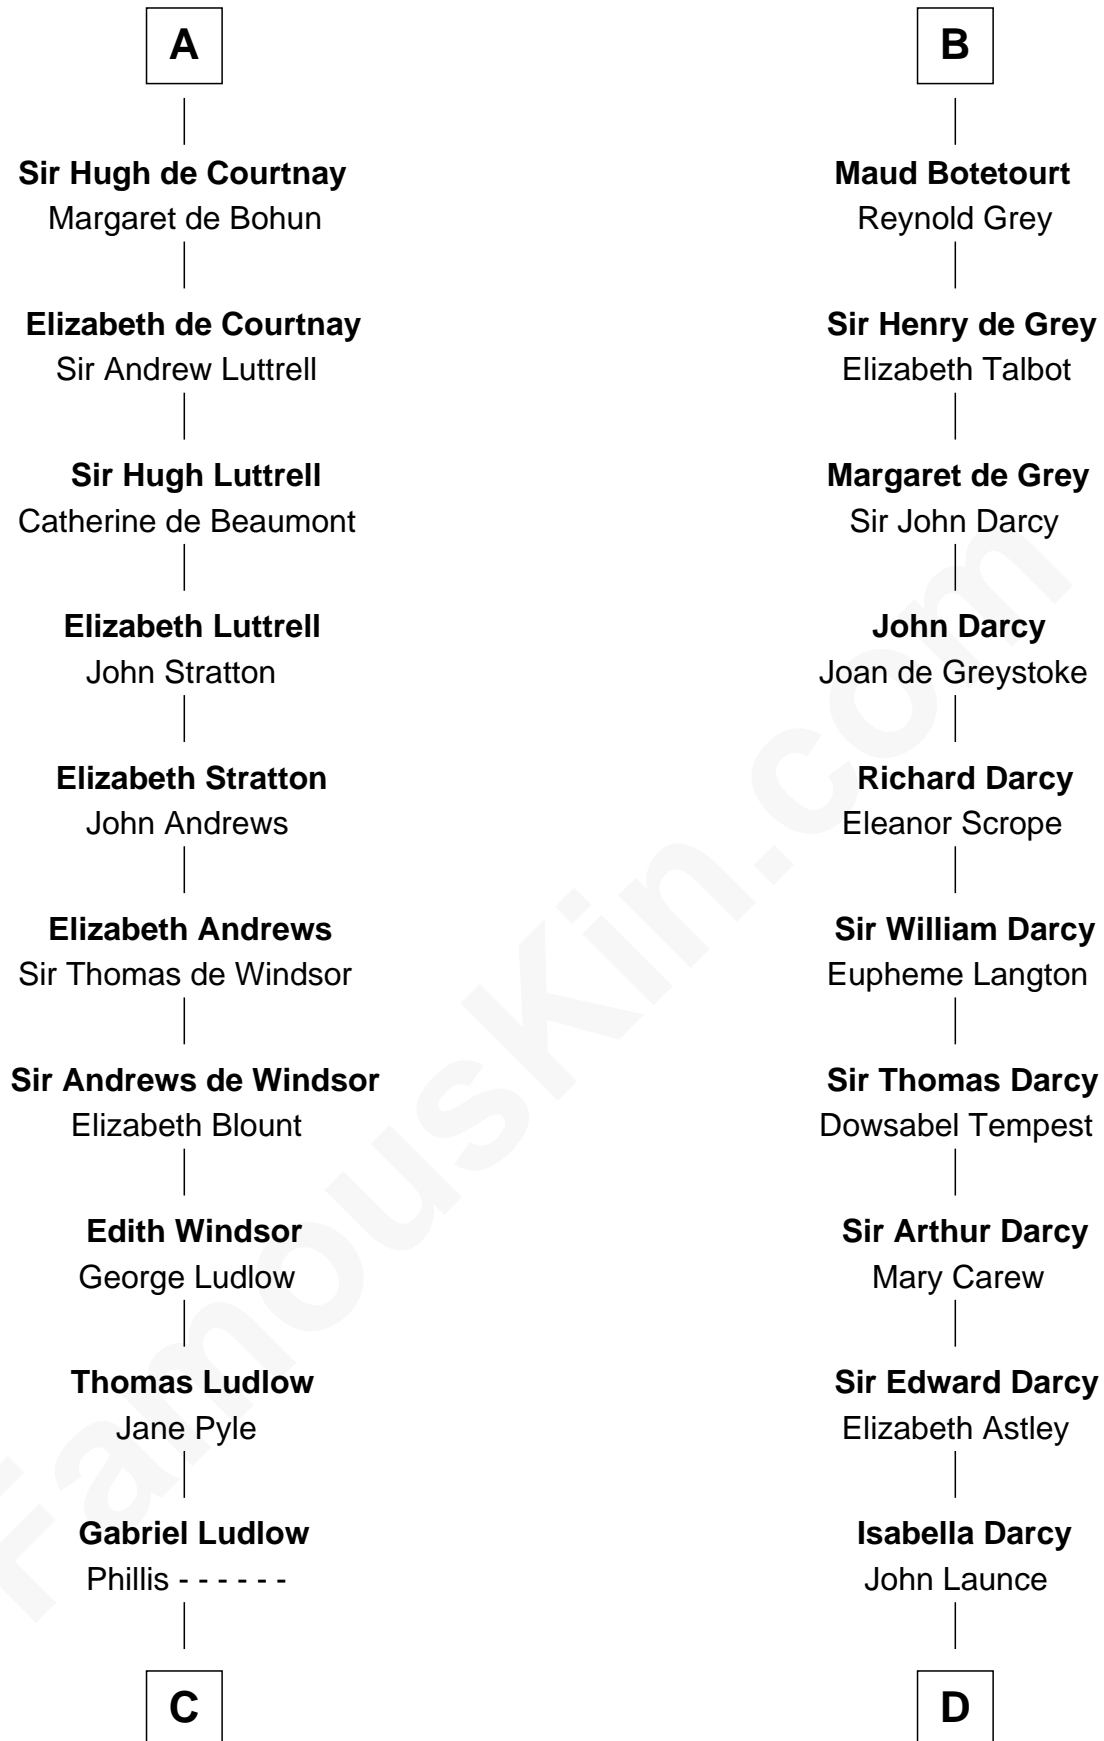 A
Sir Hugh de Courtnay
Margaret de Bohun
Elizabeth de Courtnay
Sir Andrew Luttrell
Sir Hugh Luttrell
Catherine de Beaumont
Elizabeth Luttrell
John Stratton
Elizabeth Stratton
John Andrews
Elizabeth Andrews
Sir Thomas de Windsor
Sir Andrews de Windsor
Elizabeth Blount
Edith Windsor
George Ludlow
Thomas Ludlow
Jane Pyle
Gabriel Ludlow
Phillis - - - - - -
C
B
Maud Botetourt
Reynold Grey
Sir Henry de Grey
Elizabeth Talbot
Margaret de Grey
Sir John Darcy
John Darcy
Joan de Greystoke
Richard Darcy
Eleanor Scrope
Sir William Darcy
Eupheme Langton
Sir Thomas Darcy
Dowsabel Tempest
Sir Arthur Darcy
Mary Carew
Sir Edward Darcy
Elizabeth Astley
Isabella Darcy
John Launce
D
FamousKin.com